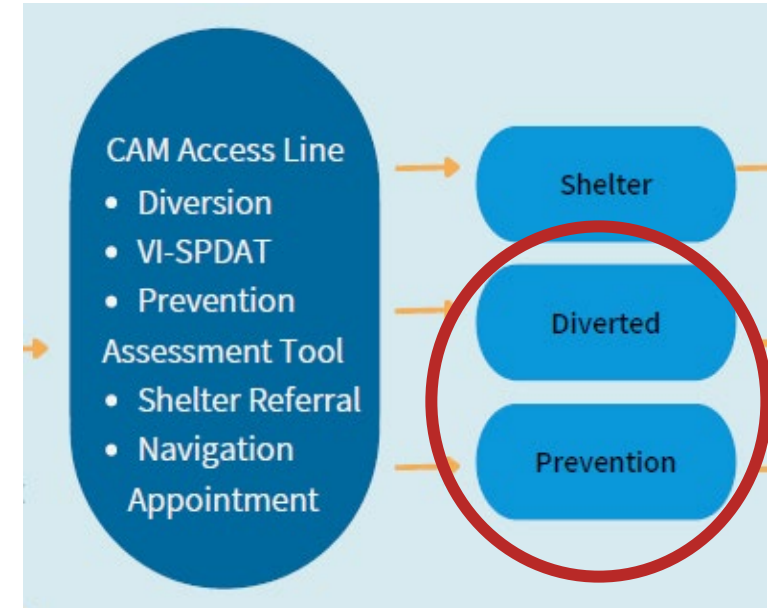 CAM Access Line
• Diversion
• VI-SPDAT
• Prevention
Assessment Tool
• Shelter Referral
• Navigation
Appointment
Shelter
Diverted
Prevention